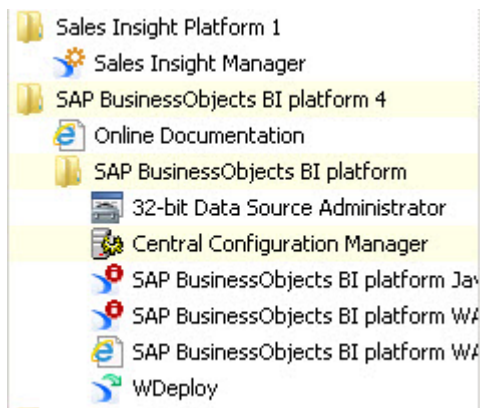 Sales Insight Platform 1
Sales Insight Manager
SAP BusinessObjects BI platform 4
Online Documentation
SAP BusinessObjects BI platform
32-bit Data Source Administrator
Central Configuration Manager
SAP BusinessObjects BI platform Jav
SAP BusinessObjects BI platform WA
SAP BusinessObjects BI platform WA
WDeploy